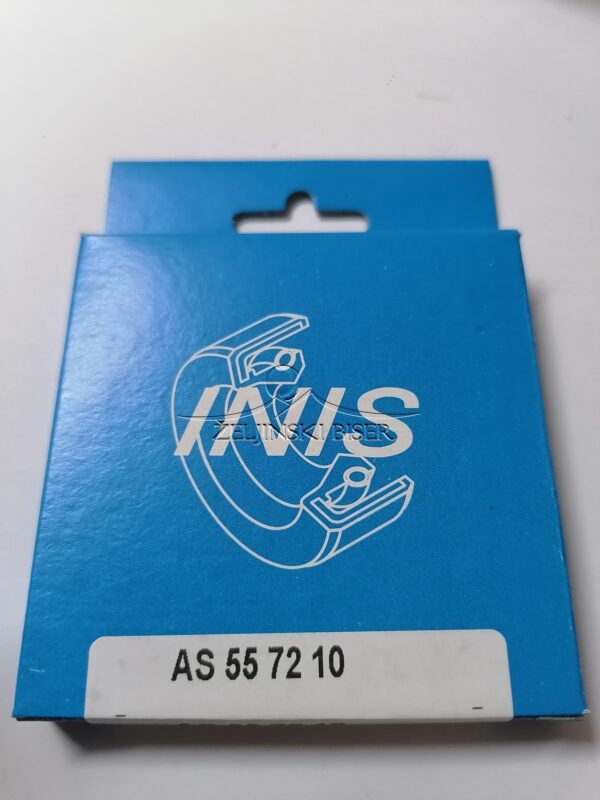 INIS
ŽELJINSKI BISER
AS 55 72 10